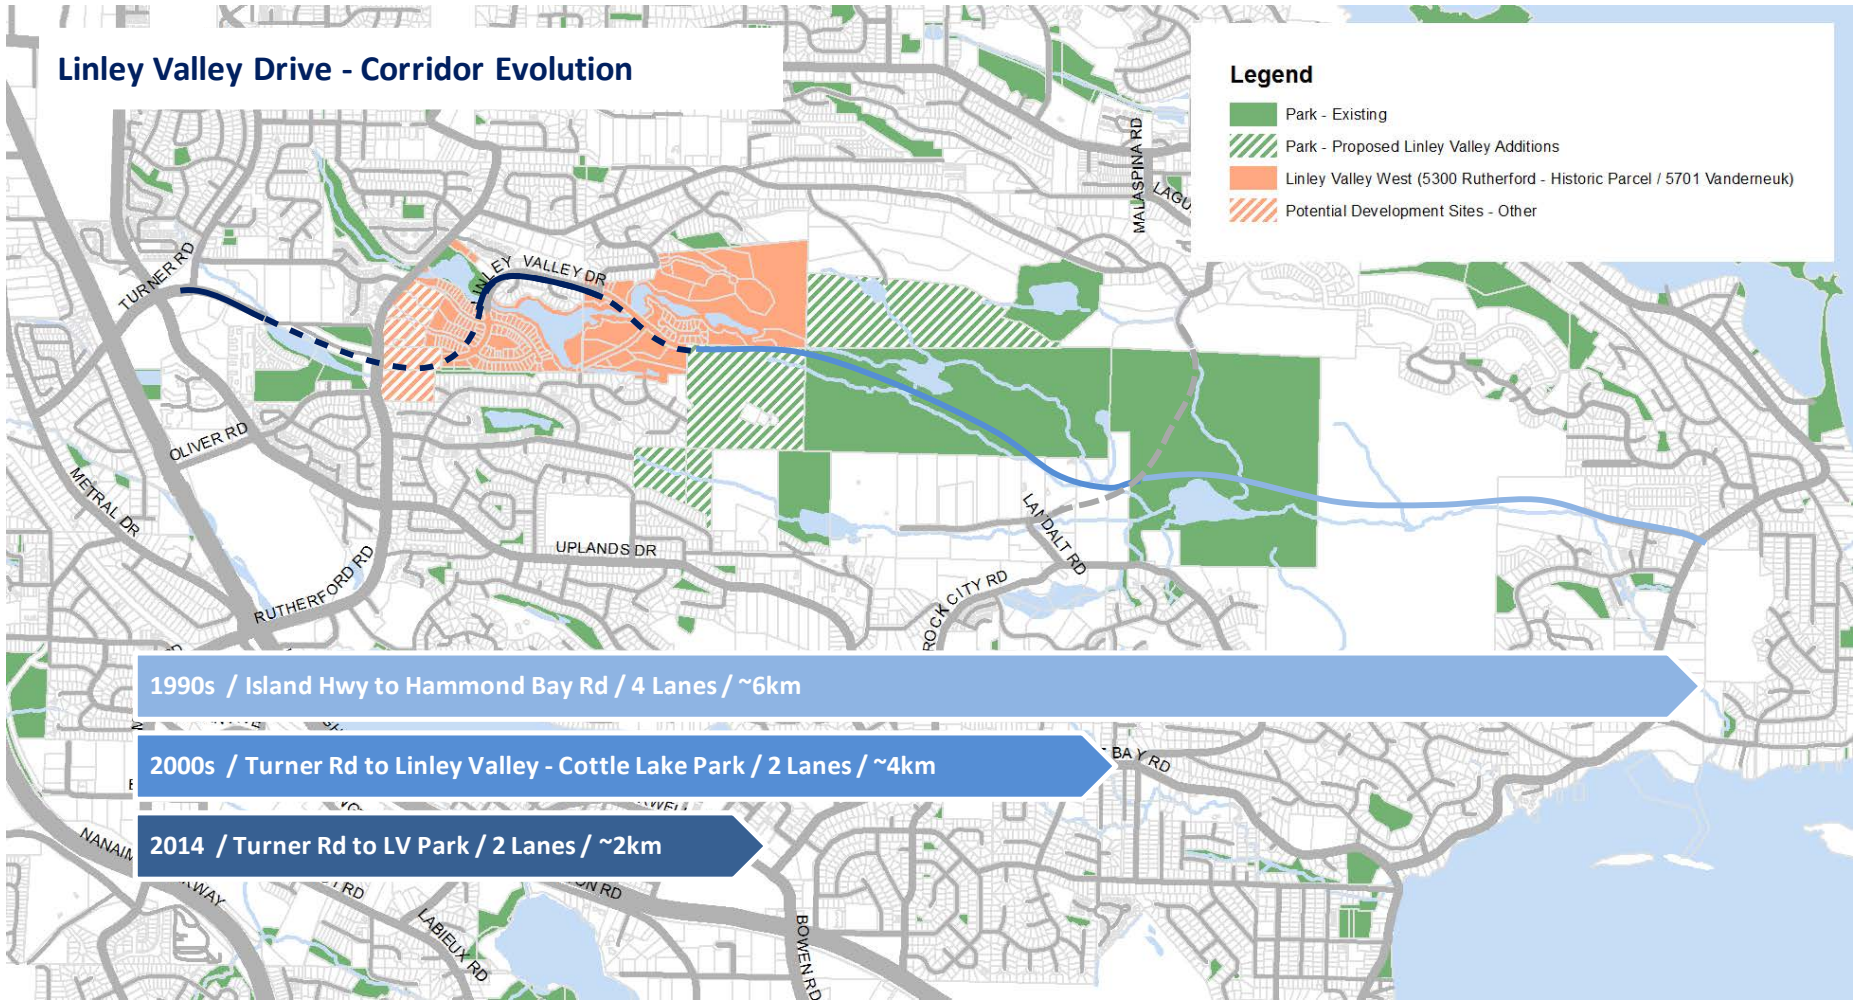 Linley Valley Drive - Corridor Evolution
Legend
Park - Existing
Park - Proposed Linley Valley Additions
Linley Valley West (5300 Rutherford - Historic Parcel / 5701 Vanderneuk)
Potential Development Sites - Other
MALASPINA RD
TURNER RD
LINLEY VALLEY DR
OLIVER RD
METRAL DR
RUTHERFORD RD
UPLANDS DR
LANDALT RD
ROCK CITY RD
1990s / Island Hwy to Hammond Bay Rd / 4 Lanes / ~6km
2000s / Turner Rd to Linley Valley - Cottle Lake Park / 2 Lanes / ~4km
BAY RD
2014 / Turner Rd to LV Park / 2 Lanes / ~2km
LABIEUX RD
BOWEN RD